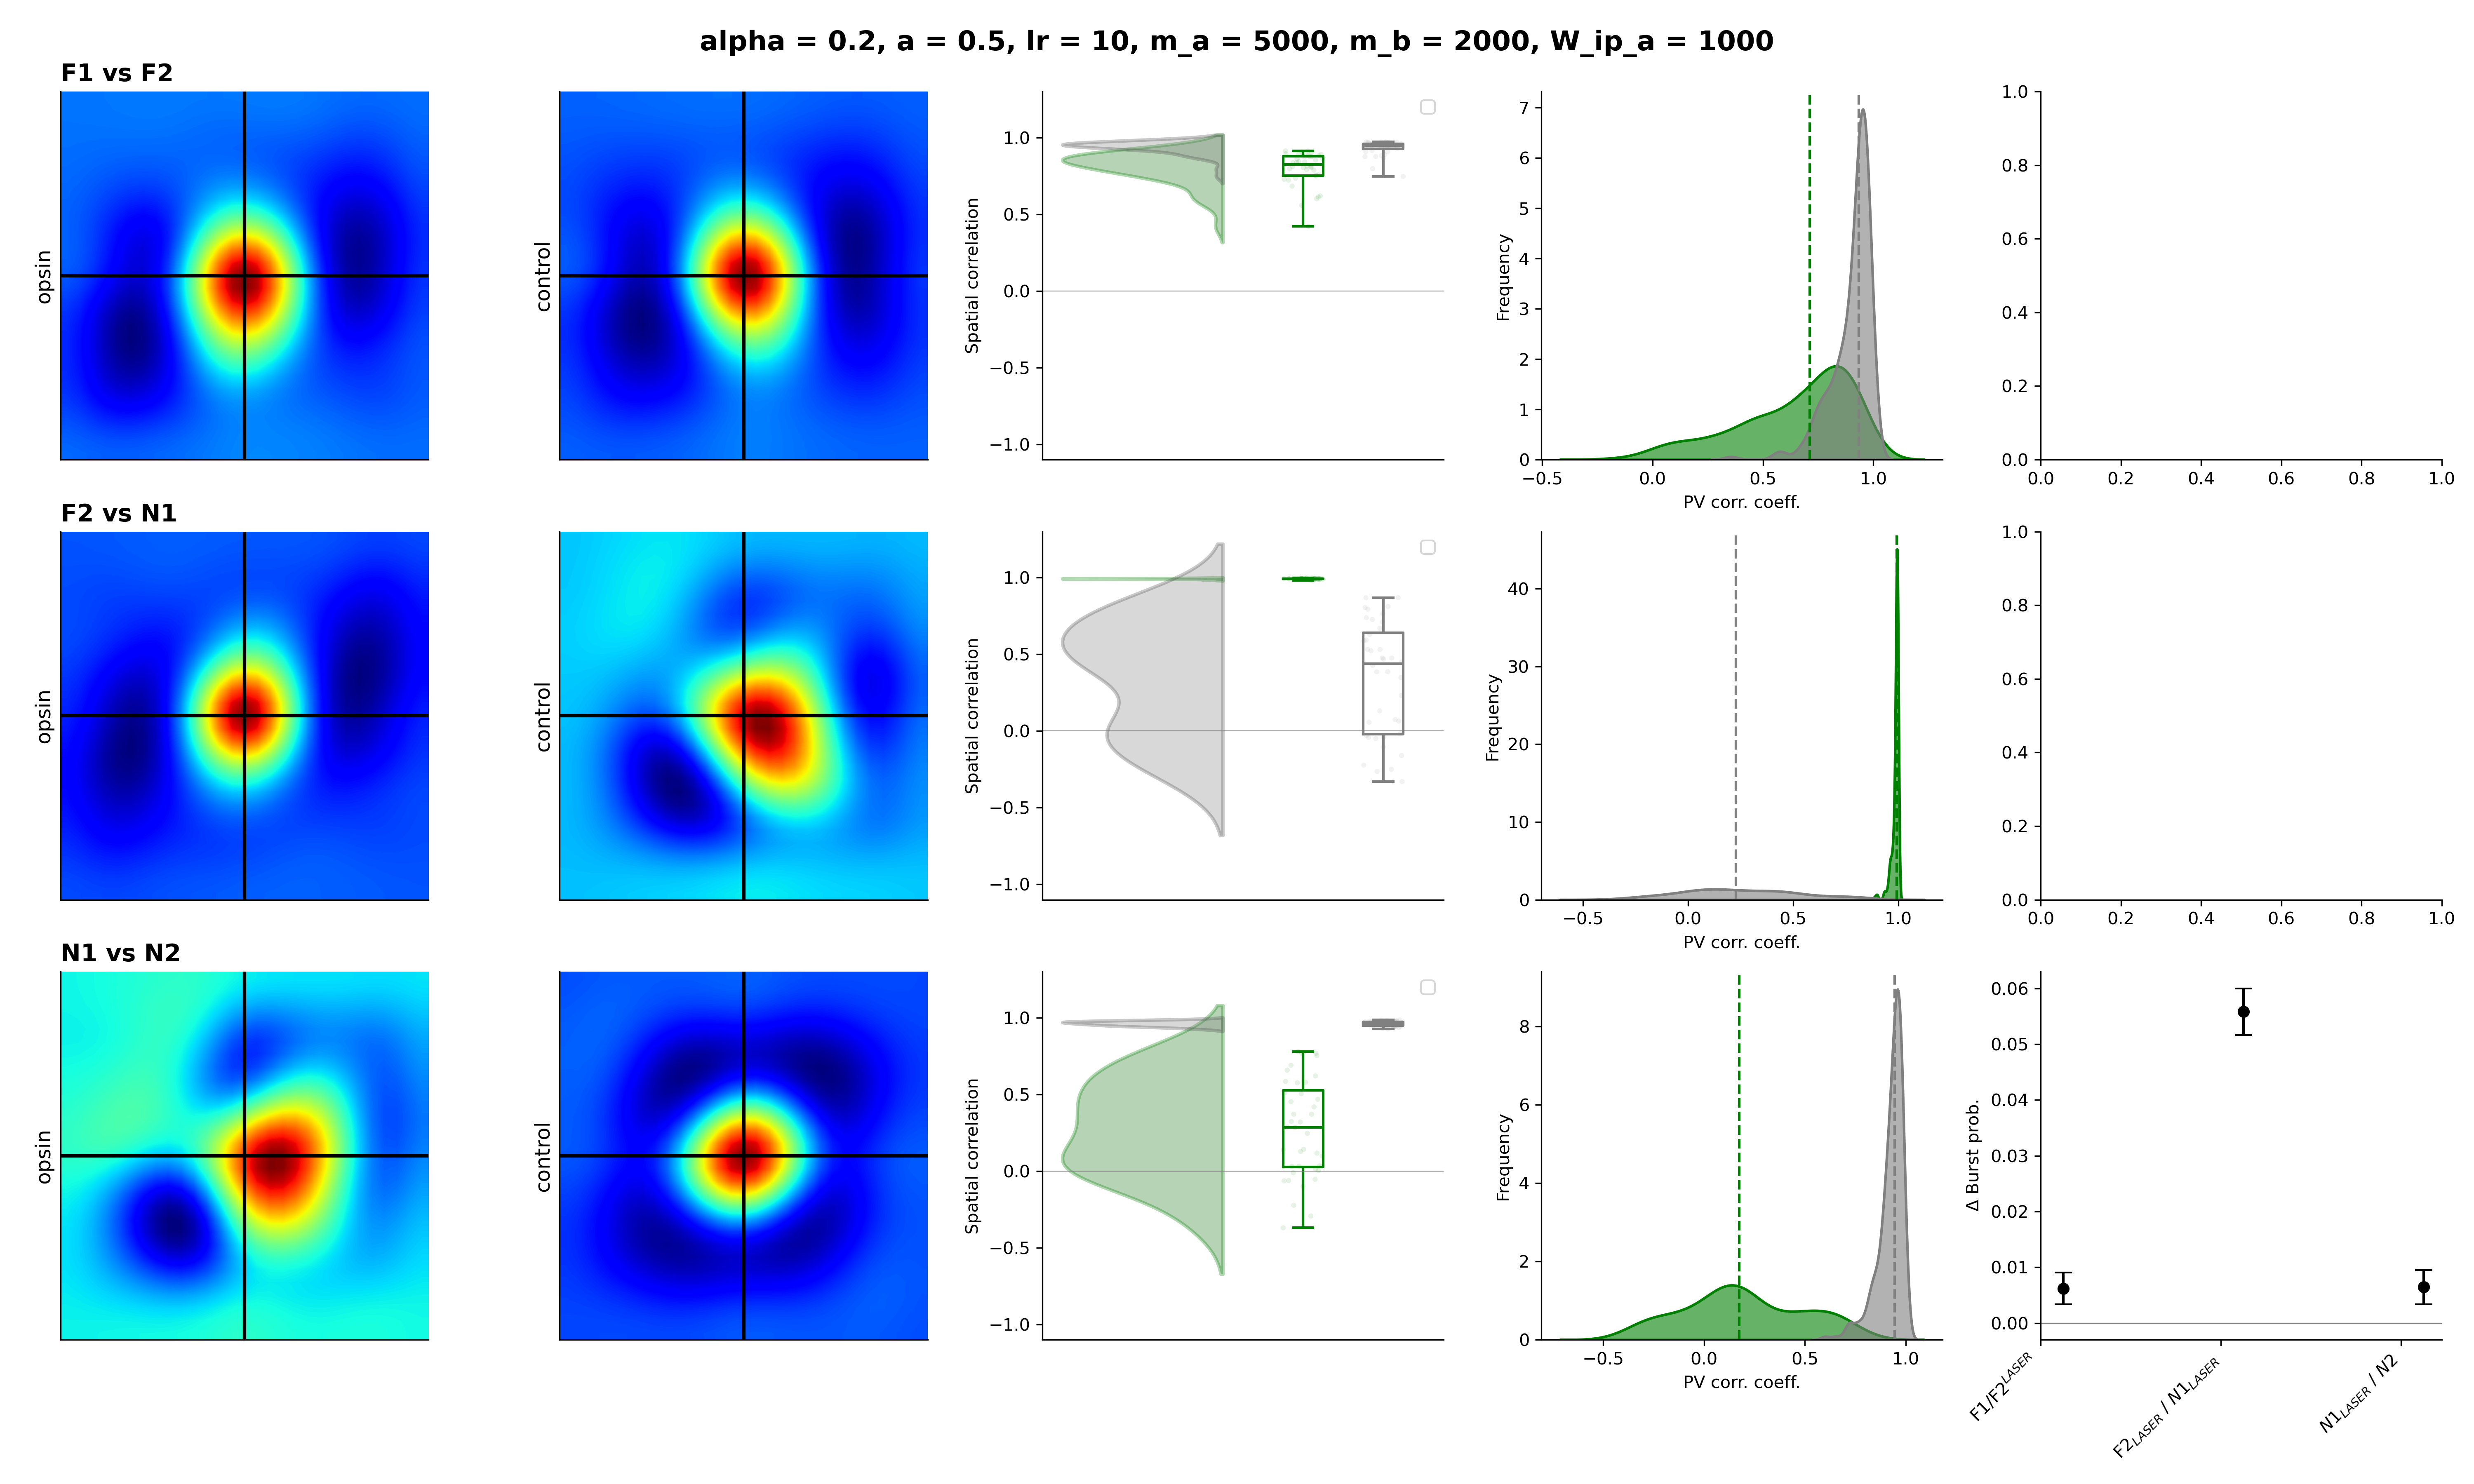 alpha = 0.2, a = 0.5, lr = 10, m_a = 5000, m_b = 2000, W_ip_a = 1000
F1 vs F2
opsin
control
Spatial correlation
1.0
0.5
0.0
−0.5
−1.0
Frequency
7
6
5
4
3
2
1
0
−0.5 0.0 0.5 1.0
PV corr. coeff.
1.0
0.8
0.6
0.4
0.2
0.0
0.0 0.2 0.4 0.6 0.8 1.0
F2 vs N1
opsin
control
Spatial correlation
1.0
0.5
0.0
−0.5
−1.0
Frequency
40
30
20
10
0
−0.5 0.0 0.5 1.0
PV corr. coeff.
1.0
0.8
0.6
0.4
0.2
0.0
0.0 0.2 0.4 0.6 0.8 1.0
N1 vs N2
opsin
control
Spatial correlation
1.0
0.5
0.0
−0.5
−1.0
Frequency
8
6
4
2
0
−0.5 0.0 0.5 1.0
PV corr. coeff.
Δ Burst prob.
0.06
0.05
0.04
0.03
0.02
0.01
0.00
F1/F2^LASER
F2_LASER / N1_LASER
N1_LASER / N2